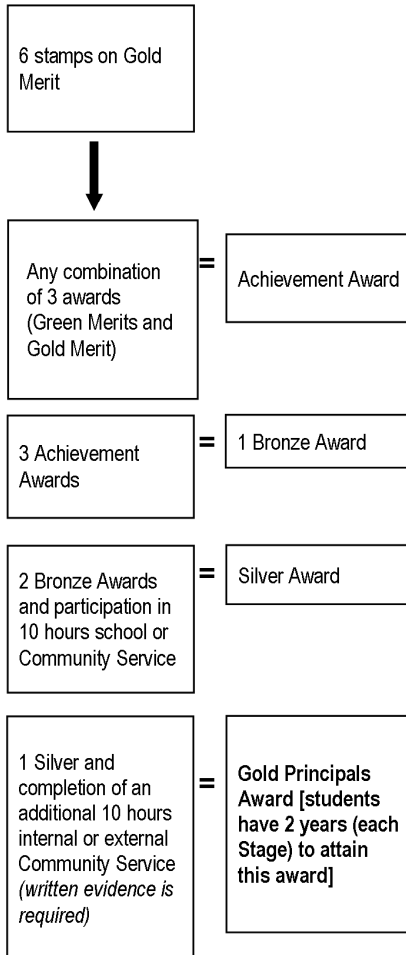 6 stamps on Gold
Merit
Any combination
of 3 awards
(Green Merits and
Gold Merit)
=
Achievement Award
3 Achievement
Awards
=
1 Bronze Award
2 Bronze Awards
and participation in
10 hours school or
Community Service
=
Silver Award
1 Silver and
completion of an
additional 10 hours
internal or external
Community Service
(written evidence is
required)
=
Gold Principals
Award [students
have 2 years (each
Stage) to attain
this award]